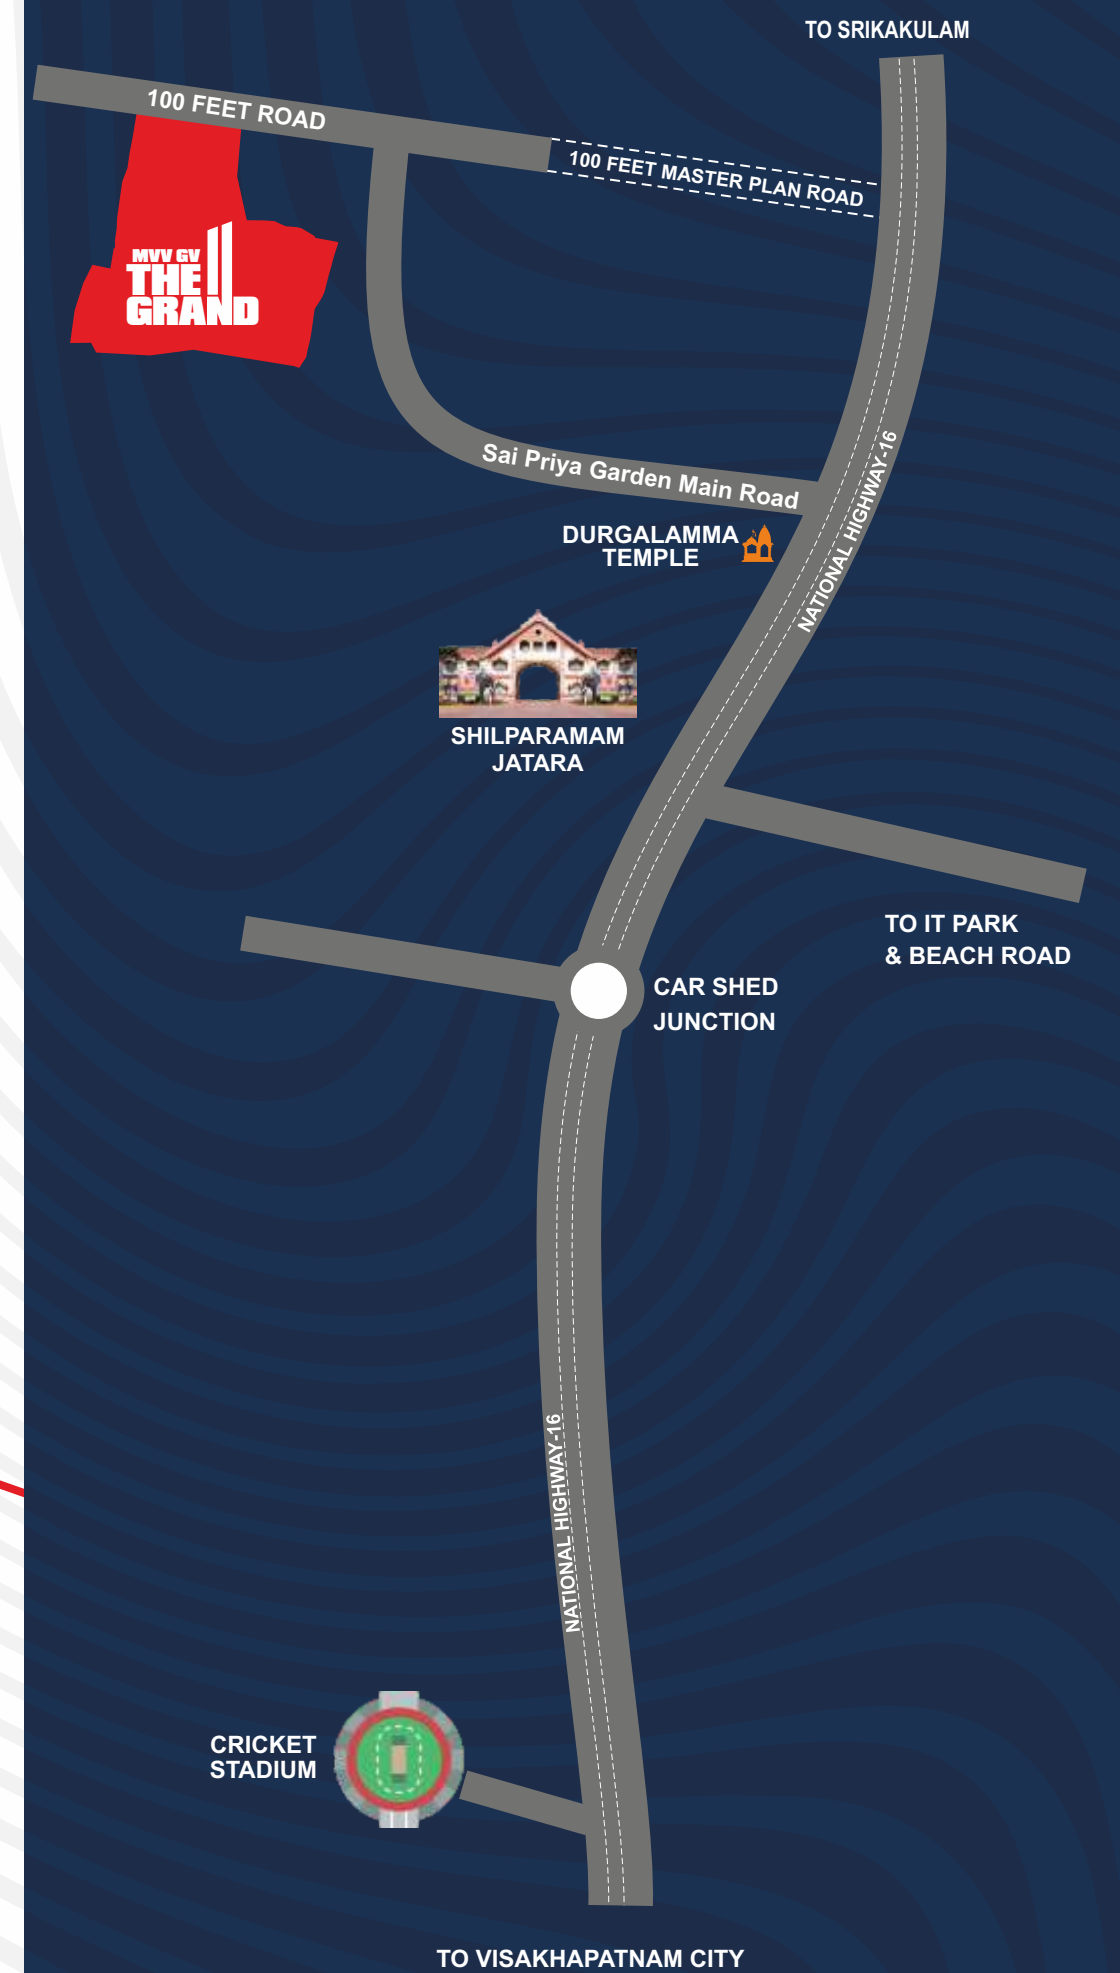 TO SRIKAKULAM
100 FEET ROAD
100 FEET MASTER PLAN ROAD
MVV GV
THE
GRAND
Sai Priya Garden Main Road
NATIONAL HIGHWAY-16
DURGALAMMA
TEMPLE
SHILPARAMAM
JATARA
TO IT PARK
& BEACH ROAD
CAR SHED
JUNCTION
NATIONAL HIGHWAY-16
CRICKET
STADIUM
TO VISAKHAPATNAM CITY